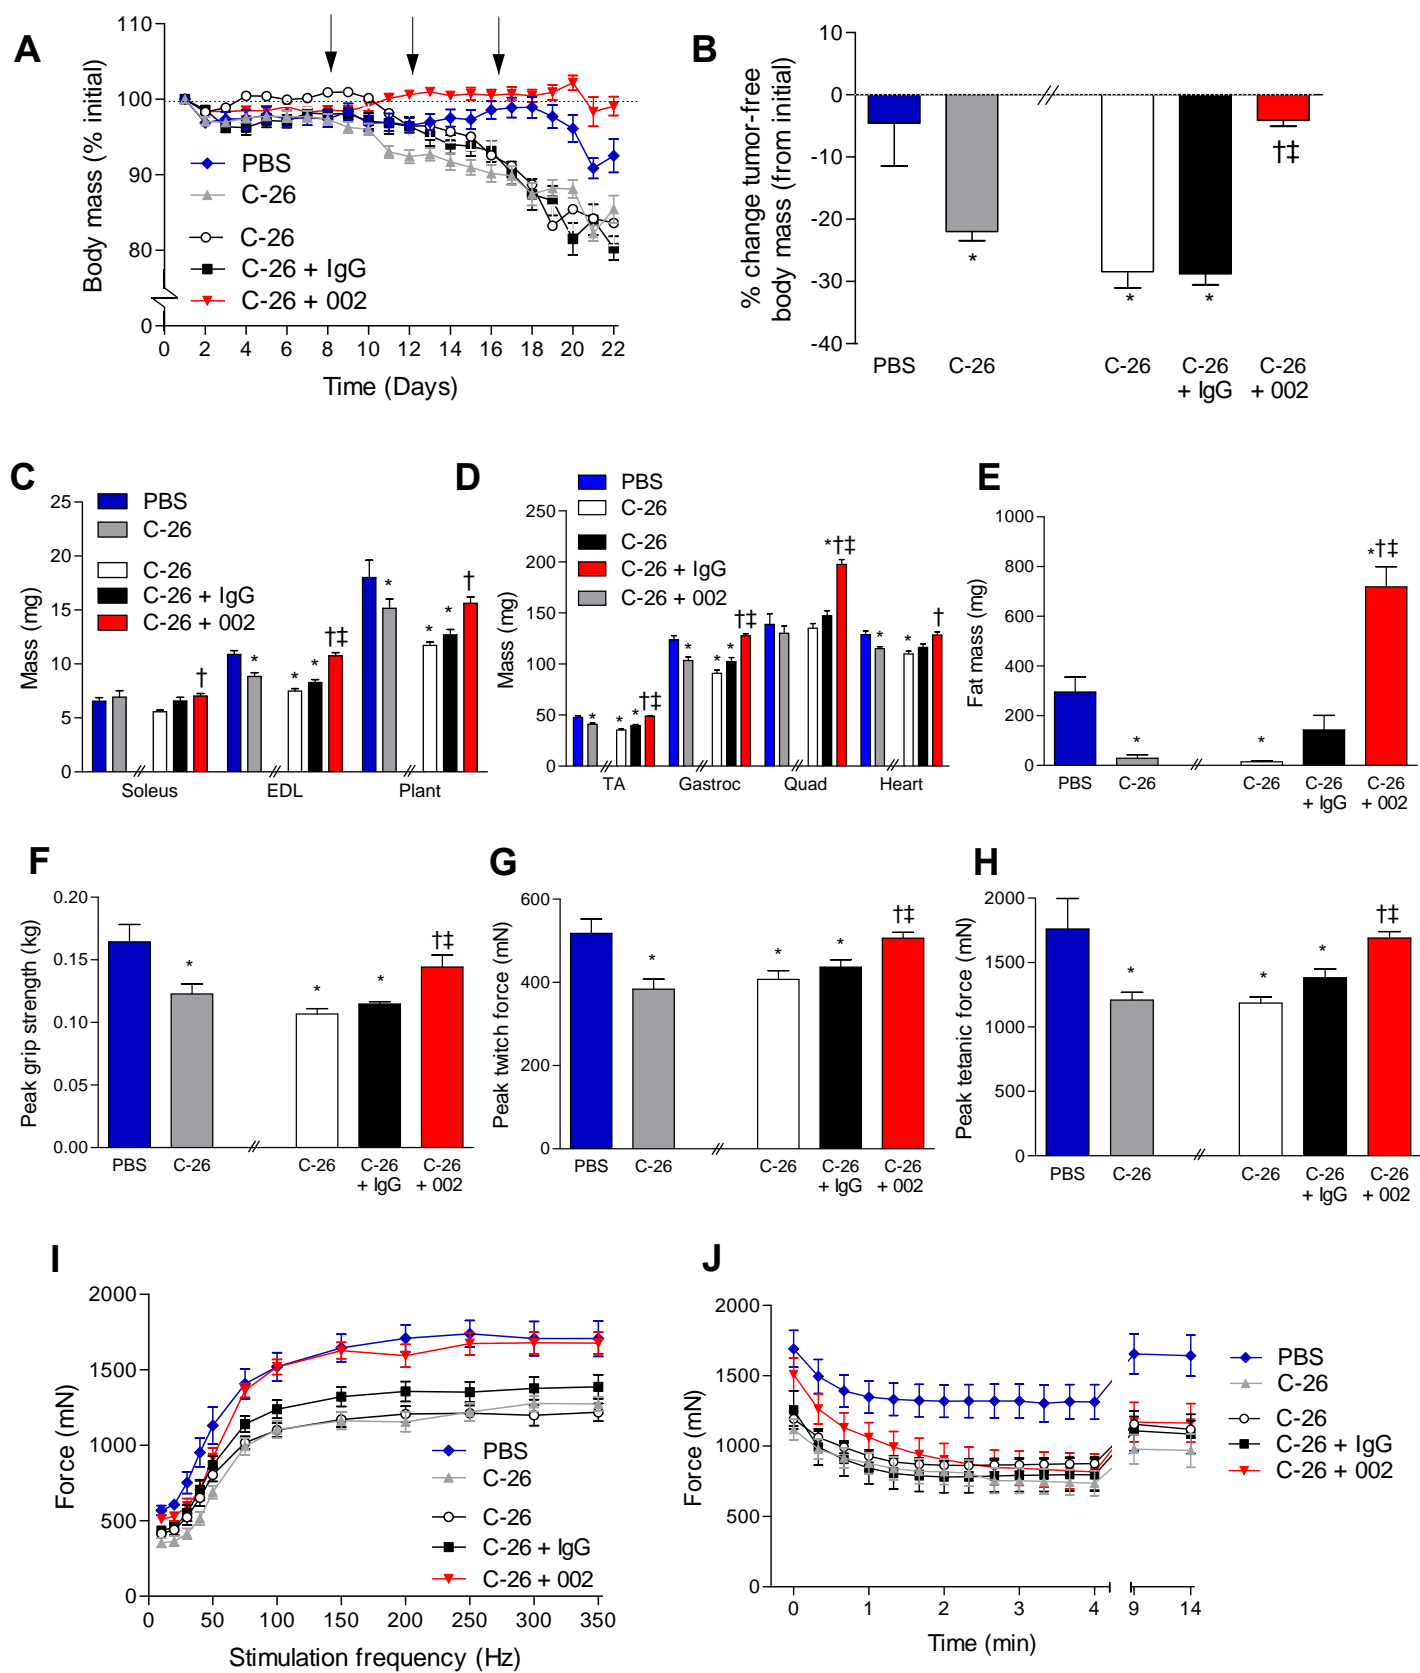 A
110
100
90
80
0
Body mass (% initial)
PBS
C-26
C-26
C-26 + IgG
C-26 + 002
0 2 4 6 8 10 12 14 16 18 20 22
Time (Days)
B
10
0
-10
-20
-30
-40
% change tumor-free
body mass (from initial)
* * * †‡
PBS C-26 C-26 C-26 C-26
+ IgG + 002
C
25
20
15
10
5
0
Mass (mg)
PBS
C-26
C-26
C-26 + IgG
C-26 + 002
† * * * †‡ * * * †
Soleus EDL Plant
D
250
200
150
100
50
0
Mass (mg)
PBS
C-26
C-26
C-26 + IgG
C-26 + 002
* * * †‡ * * * †‡ *†‡ * * †
TA Gastroc Quad Heart
E
1000
800
600
400
200
0
Fat mass (mg)
* * *†‡
PBS C-26 C-26 C-26 C-26
+ IgG + 002
F
0.20
0.15
0.10
0.05
0.00
Peak grip strength (kg)
* * * †‡
PBS C-26 C-26 C-26 C-26
+ IgG + 002
G
600
400
200
0
Peak twitch force (mN)
* * * †‡
PBS C-26 C-26 C-26 C-26
+ IgG + 002
H
2000
1500
1000
500
0
Peak tetanic force (mN)
* * * †‡
PBS C-26 C-26 C-26 C-26
+ IgG + 002
I
2000
1500
1000
500
0
Force (mN)
PBS
C-26
C-26
C-26 + IgG
C-26 + 002
0 50 100 150 200 250 300 350
Stimulation frequency (Hz)
J
2000
1500
1000
500
0
Force (mN)
PBS
C-26
C-26
C-26 + IgG
C-26 + 002
0 1 2 3 4 9 14
Time (min)